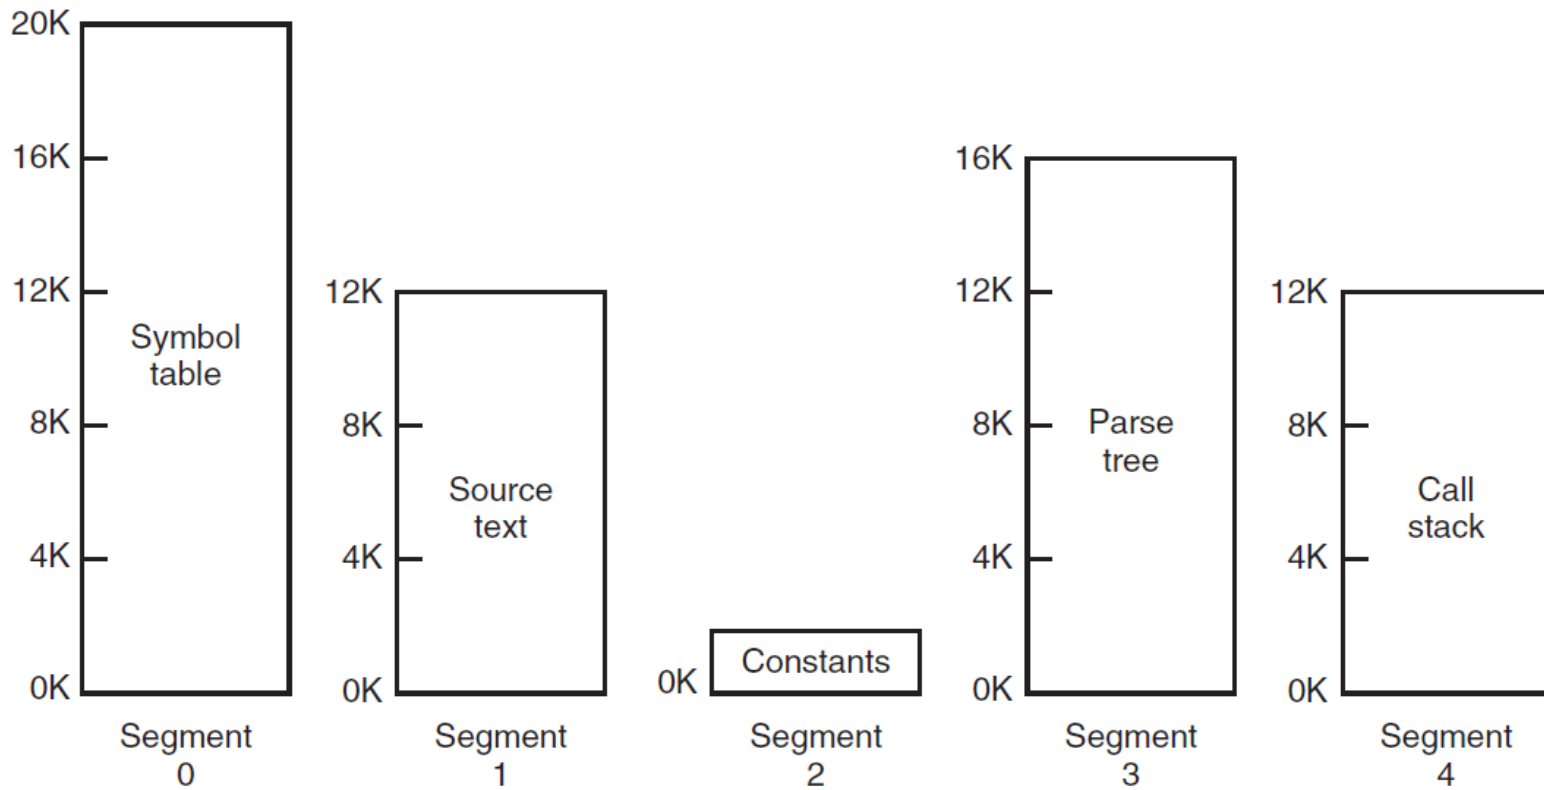 20K
16K
12K
8K
4K
0K
Symbol
table
Segment
0
12K
8K
4K
0K
Source
text
Segment
1
0K
Constants
Segment
2
16K
12K
8K
4K
0K
Parse
tree
Segment
3
12K
8K
4K
0K
Call
stack
Segment
4